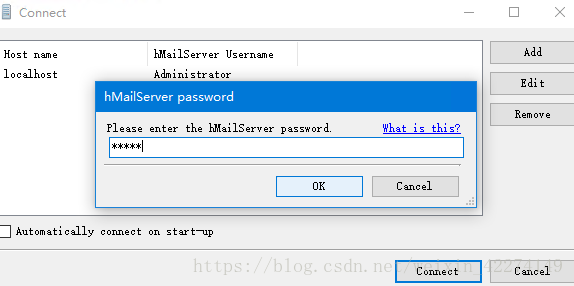 Connect
Host name hMailServer Username
localhost Administrator
Add
Edit
Remove
hMailServer password
Please enter the hMailServer password. What is this?
*****
OK Cancel
Automatically connect on start-up
https://blog.csdn.net/weixin_42274149
Connect Cancel